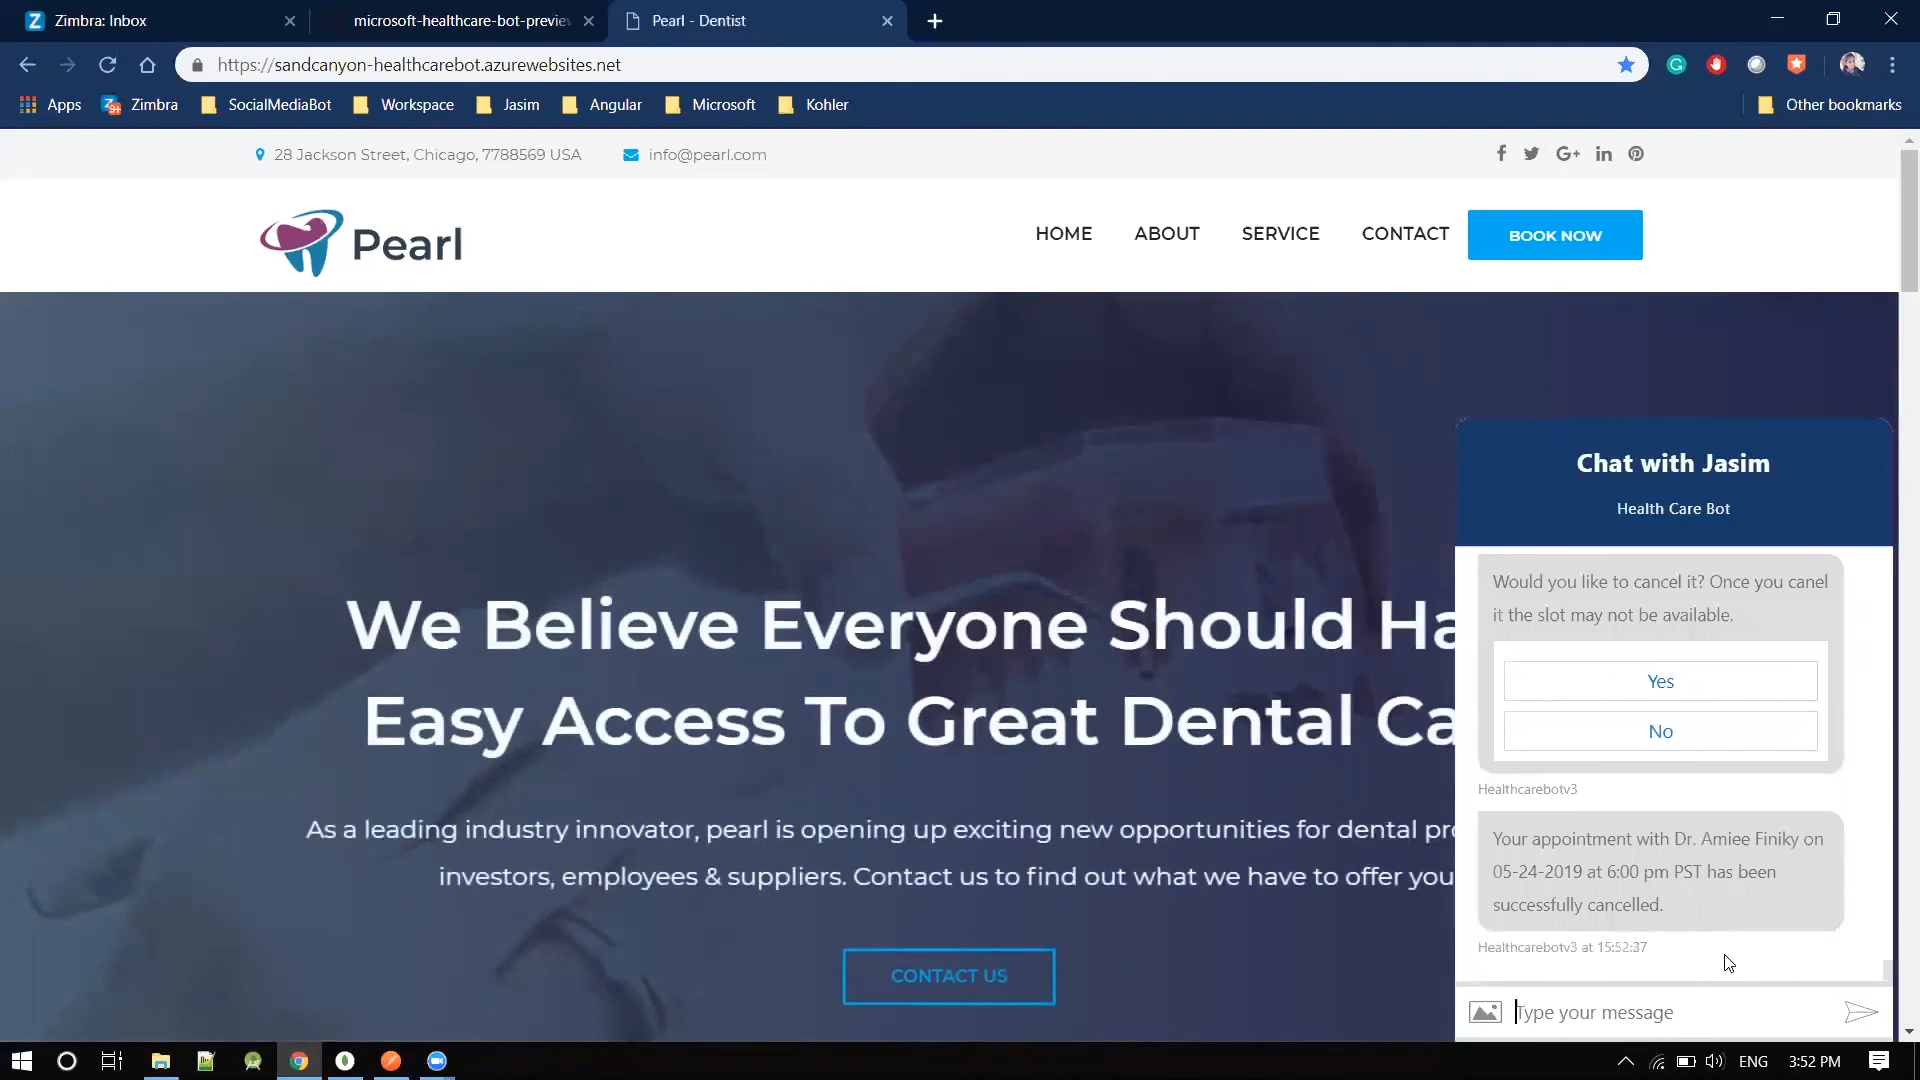 Zimbra: Inbox
microsoft-healthcare-bot-preview
Pearl - Dentist
https://sandcanyon-healthcarebot.azurewebsites.net
Apps
Zimbra
SocialMediaBot
Workspace
Jasim
Angular
Microsoft
Kohler
Other bookmarks
28 Jackson Street, Chicago, 7788569 USA
info@pearl.com
Pearl
HOME
ABOUT
SERVICE
CONTACT
BOOK NOW
We Believe Everyone Should Ha
Easy Access To Great Dental Ca
As a leading industry innovator, pearl is opening up exciting new opportunities for dental pro
investors, employees & suppliers. Contact us to find out what we have to offer you
CONTACT US
Chat with Jasim
Health Care Bot
Would you like to cancel it? Once you canel
it the slot may not be available.
Yes
No
Healthcarebotv3
Your appointment with Dr. Amiee Finiky on
05-24-2019 at 6:00 pm PST has been
successfully cancelled.
Healthcarebotv3 at 15:52:37
Type your message
ENG
3:52 PM